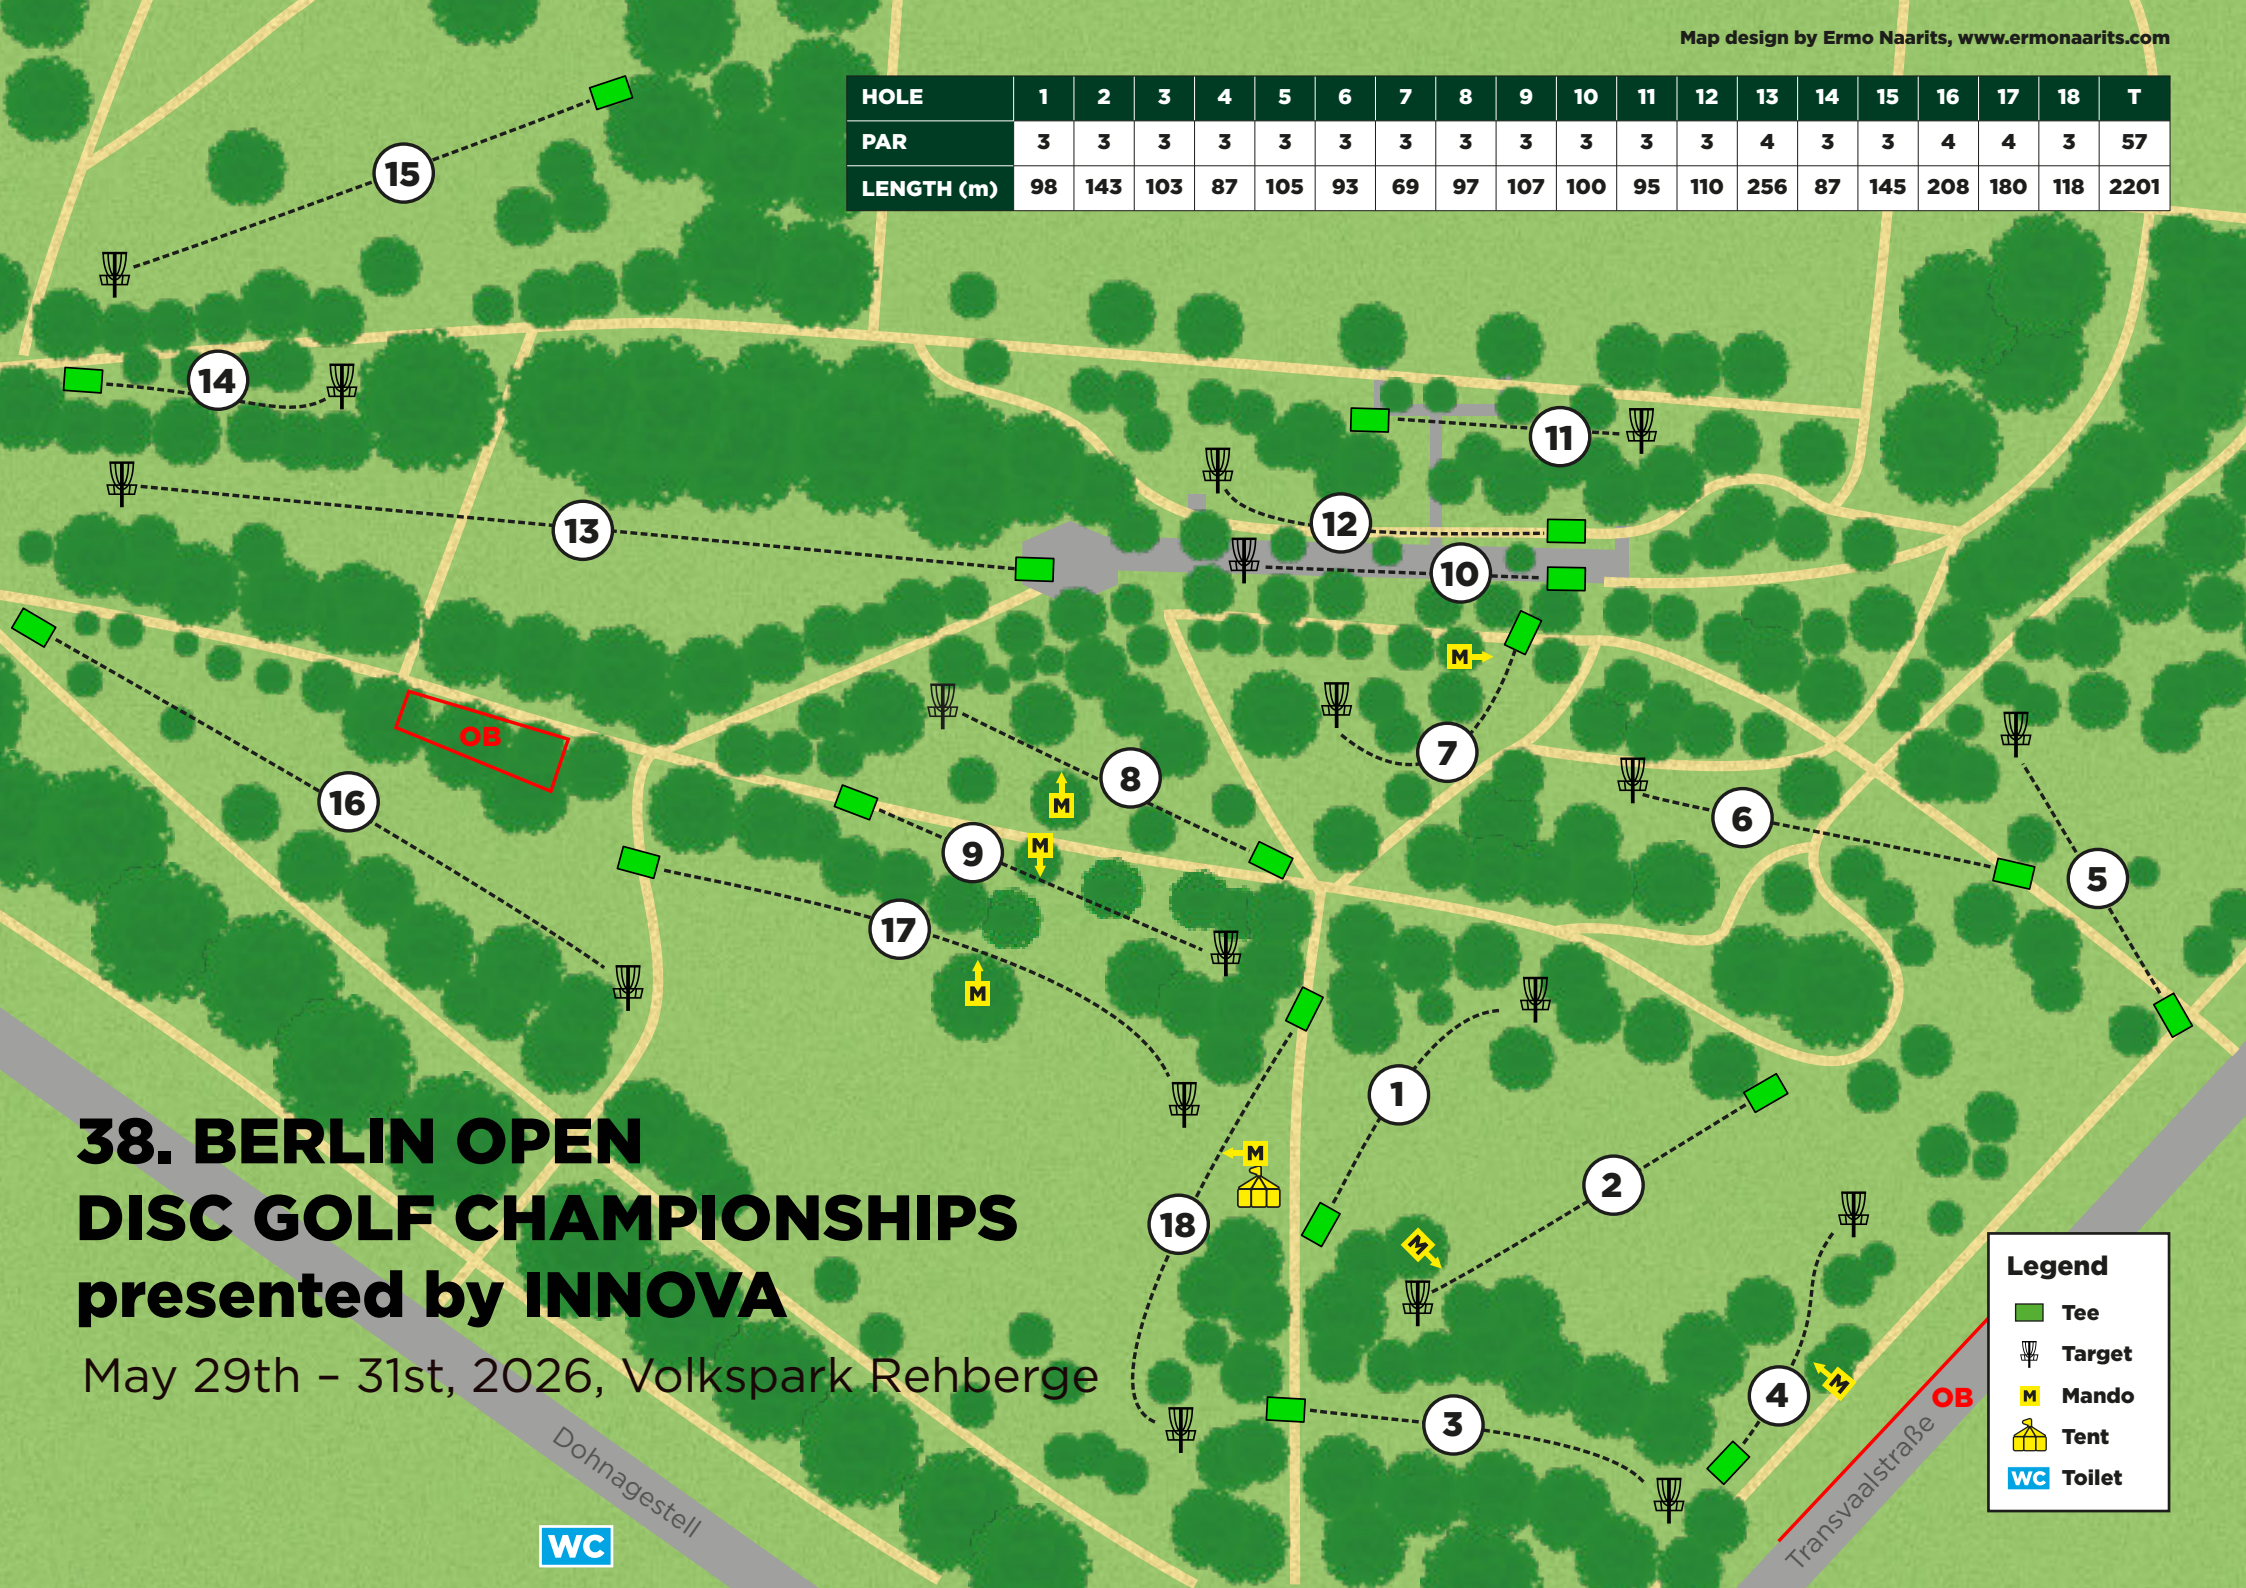 Map design by Ermo Naarits, www.ermonaarits.com
HOLE 1 2 3 4 5 6 7 8 9 10 11 12 13 14 15 16 17 18 T
PAR 3 3 3 3 3 3 3 3 3 3 3 3 4 3 3 4 4 3 57
LENGTH (m) 98 143 103 87 105 93 69 97 107 100 95 110 256 87 145 208 180 118 2201
15
14
11
12
13
10
M
OB
7
8
16
M
6
M
9
5
17
M
1
M
2
18
M
38. BERLIN OPEN
DISC GOLF CHAMPIONSHIPS
presented by INNOVA
May 29th – 31st, 2026, Volkspark Rehberge
M
4
3
OB
Transvaalstraße
Dohnagestell
WC
Legend
Tee
Target
M Mando
Tent
WC Toilet